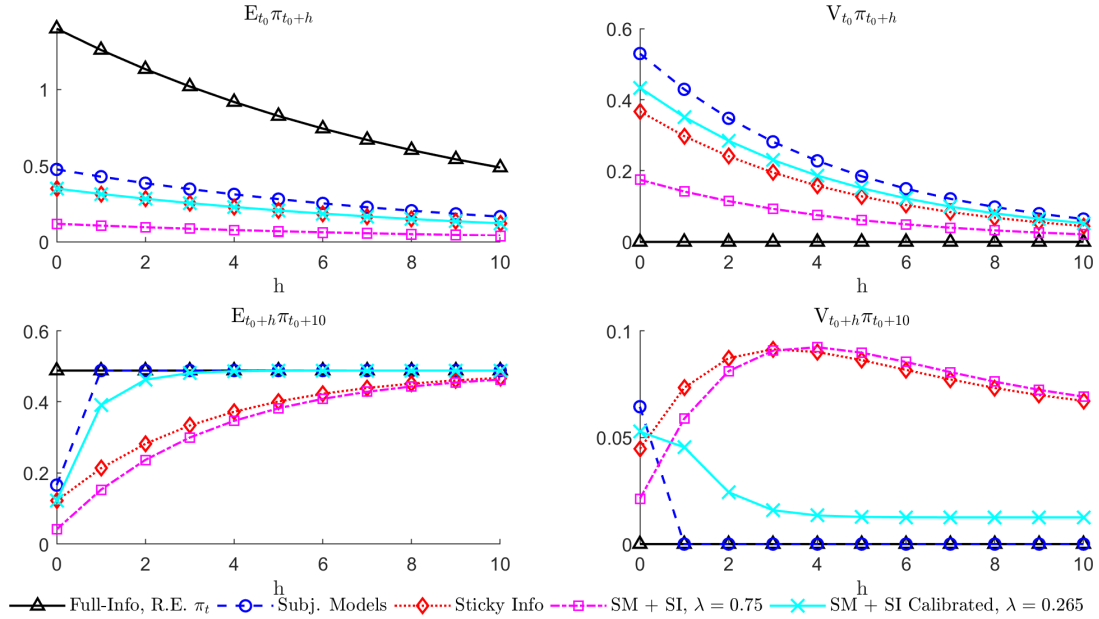 E_{t_0}π_{t_0+h}
1
0.5
0
0 2 4 6 8 10
h
V_{t_0}π_{t_0+h}
0.6
0.4
0.2
0
0 2 4 6 8 10
h
E_{t_0+h}π_{t_0+10}
0.6
0.4
0.2
0
0 2 4 6 8 10
h
V_{t_0+h}π_{t_0+10}
0.1
0.05
0
0 2 4 6 8 10
h
Full-Info, R.E. π_t Subj. Models Sticky Info SM + SI, λ = 0.75 SM + SI Calibrated, λ = 0.265